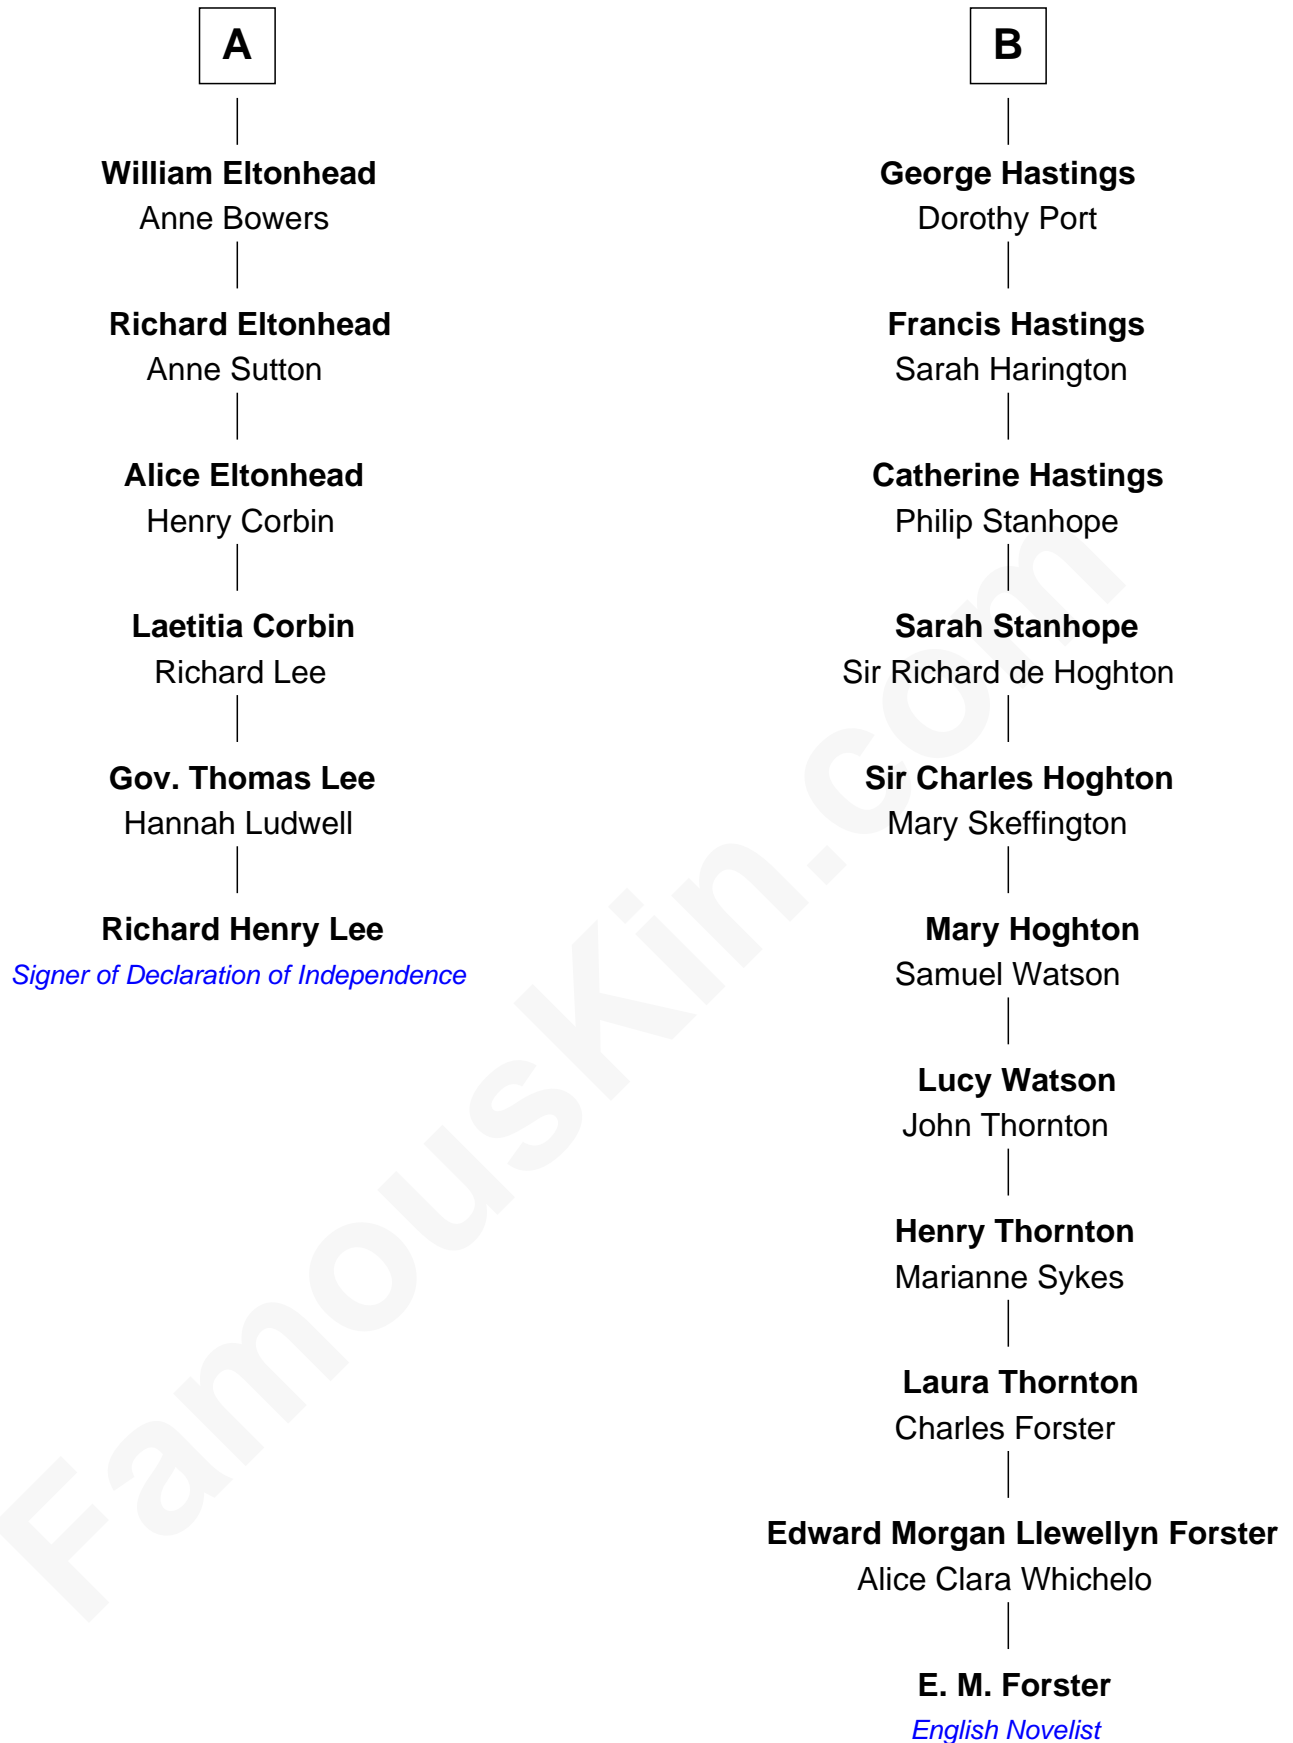 A
William Eltonhead
Anne Bowers
Richard Eltonhead
Anne Sutton
Alice Eltonhead
Henry Corbin
Laetitia Corbin
Richard Lee
Gov. Thomas Lee
Hannah Ludwell
Richard Henry Lee
Signer of Declaration of Independence
B
George Hastings
Dorothy Port
Francis Hastings
Sarah Harington
Catherine Hastings
Philip Stanhope
Sarah Stanhope
Sir Richard de Hoghton
Sir Charles Hoghton
Mary Skeffington
Mary Hoghton
Samuel Watson
Lucy Watson
John Thornton
Henry Thornton
Marianne Sykes
Laura Thornton
Charles Forster
Edward Morgan Llewellyn Forster
Alice Clara Whichelo
E. M. Forster
English Novelist
FamousKin.com